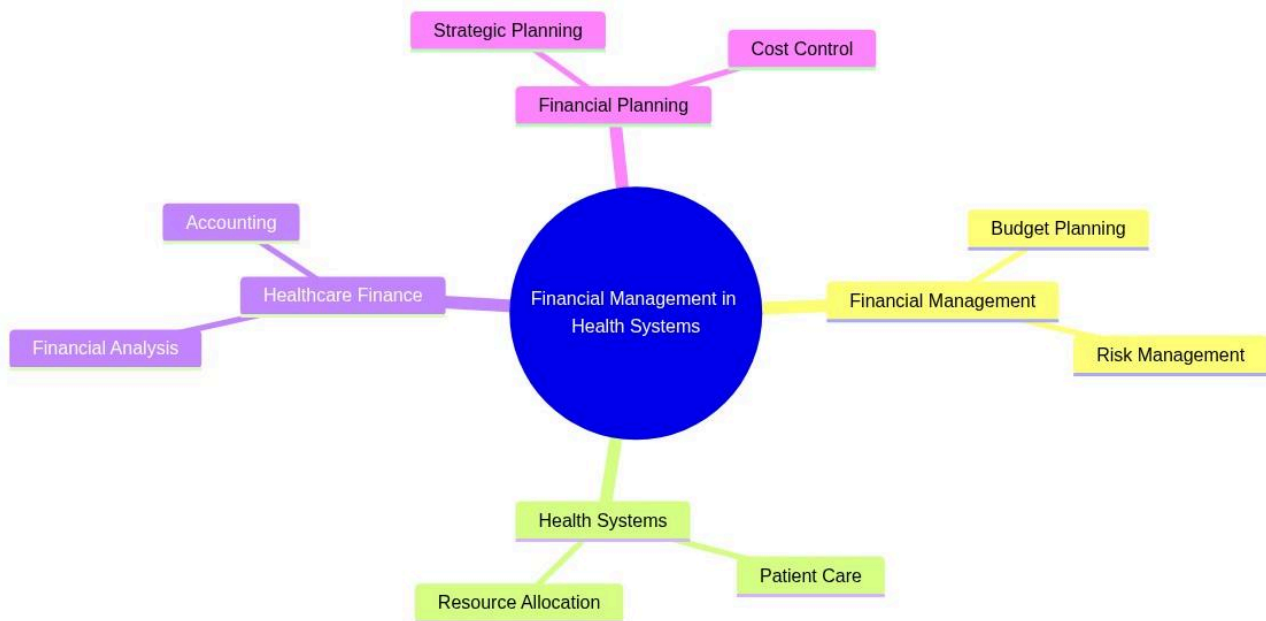 Strategic Planning
Cost Control
Financial Planning
Accounting
Budget Planning
Healthcare Finance
Financial Management in
Health Systems
Financial Management
Financial Analysis
Risk Management
Health Systems
Patient Care
Resource Allocation